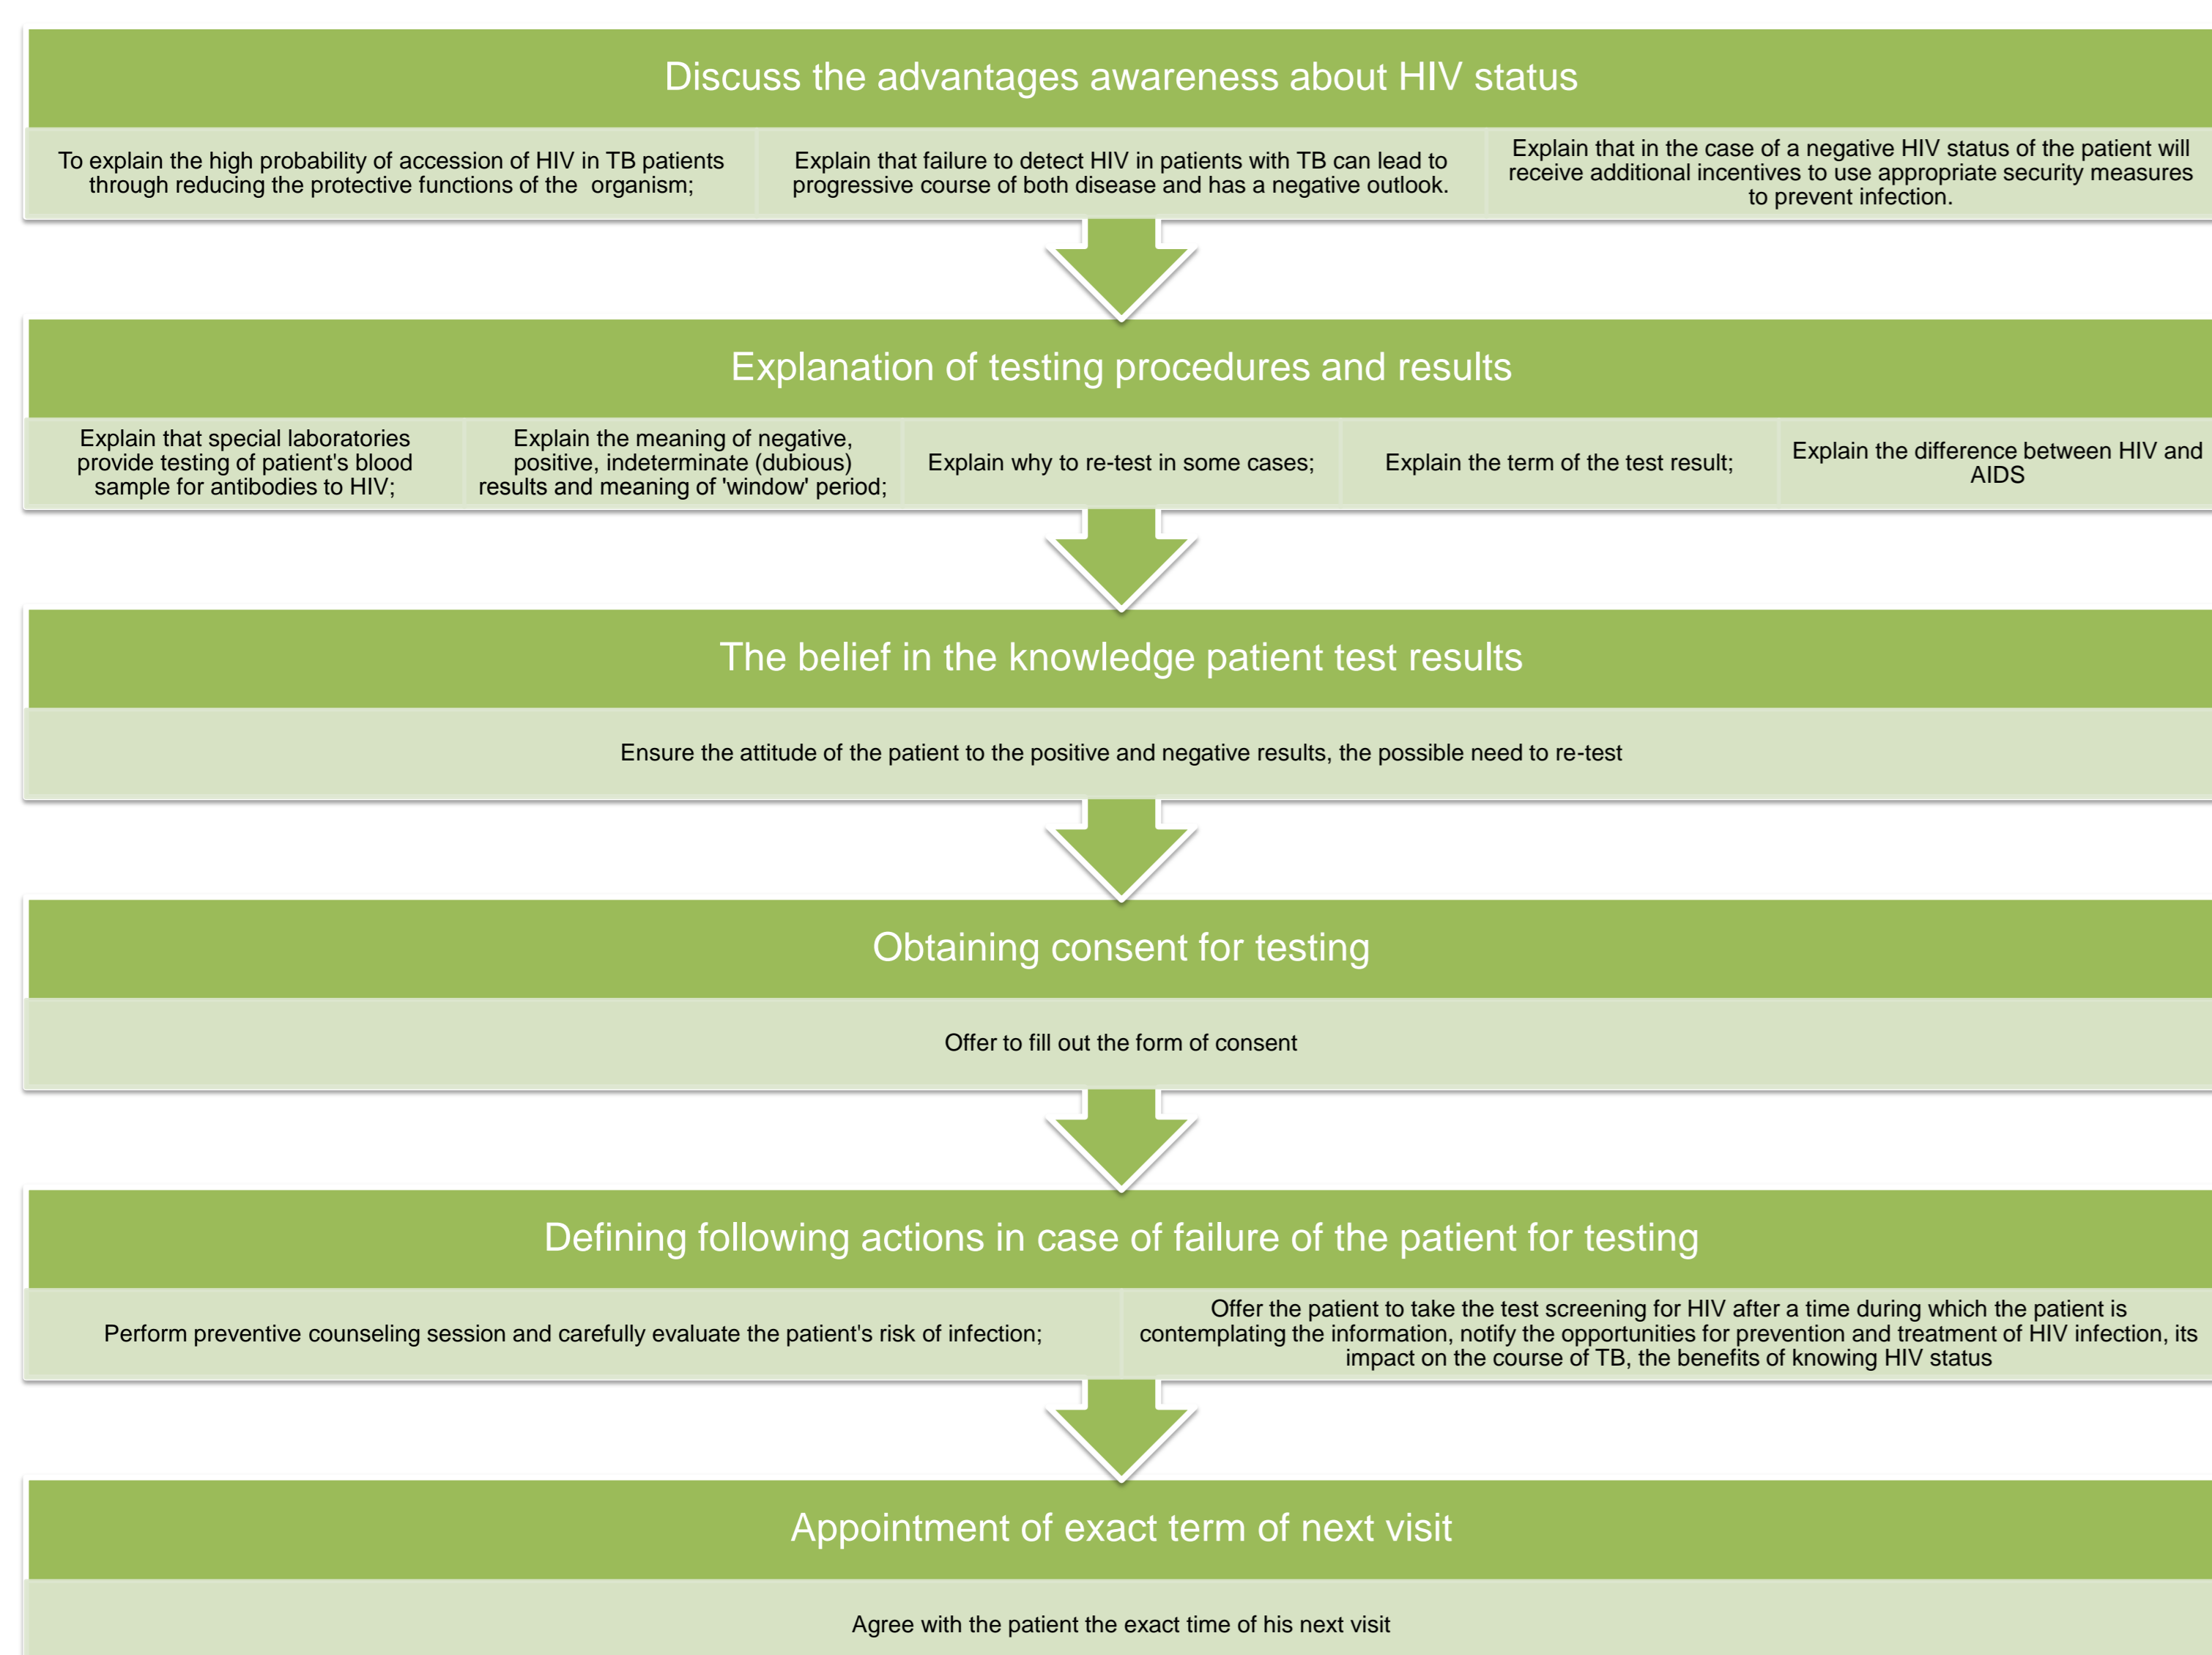 Discuss the advantages awareness about HIV status
To explain the high probability of accession of HIV in TB patients
through reducing the protective functions of the  organism;
Explain that failure to detect HIV in patients with TB can lead to
progressive course of both disease and has a negative outlook.
Explain that in the case of a negative HIV status of the patient will
receive additional incentives to use appropriate security measures
to prevent infection.
Explanation of testing procedures and results
Explain that special laboratories
provide testing of patient's blood
sample for antibodies to HIV;
Explain the meaning of negative,
positive, indeterminate (dubious)
results and meaning of 'window' period;
Explain why to re-test in some cases;
Explain the term of the test result;
Explain the difference between HIV and
AIDS
The belief in the knowledge patient test results
Ensure the attitude of the patient to the positive and negative results, the possible need to re-test
Obtaining consent for testing
Offer to fill out the form of consent
Defining following actions in case of failure of the patient for testing
Perform preventive counseling session and carefully evaluate the patient's risk of infection;
Offer the patient to take the test screening for HIV after a time during which the patient is
contemplating the information, notify the opportunities for prevention and treatment of HIV infection, its
impact on the course of TB, the benefits of knowing HIV status
Appointment of exact term of next visit
Agree with the patient the exact time of his next visit